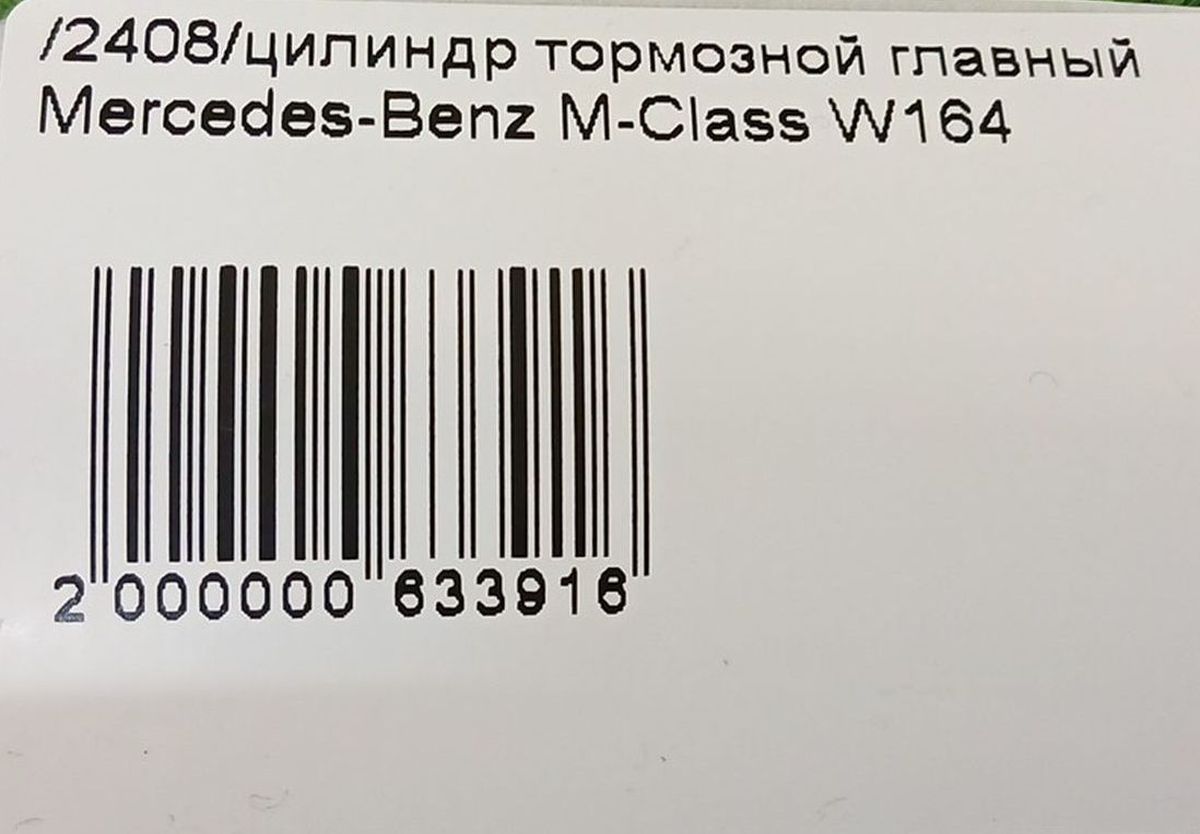 /2408/цилиндр тормозной главный
Mercedes-Benz M-Class W164
2 000000 633916